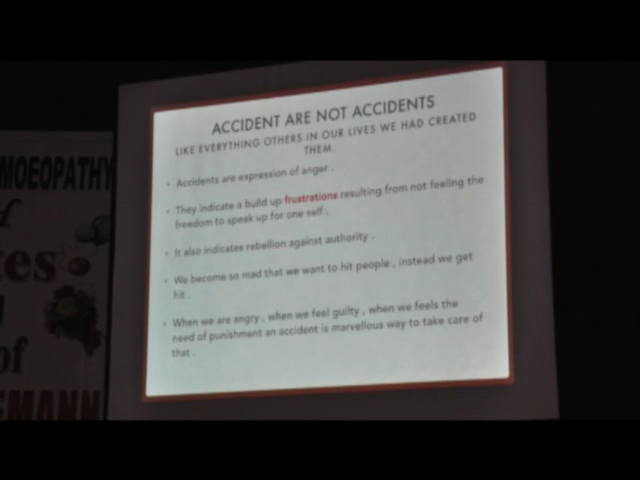 ACCIDENT ARE NOT ACCIDENTS
LIKE EVERYTHING OTHERS IN OUR LIVES WE HAD CREATED
THEM.
• Accidents are expression of anger .
• They indicate a build up frustrations resulting from not feeling the
freedom to speak up for one self .
• It also indicates rebellion against authority .
• We become so mad that we want to hit people , instead we get
hit .
• When we are angry , when we feel guilty , when we feels the
need of punishment an accident is marvellous way to take care of
that .
MOEOPATHY
of
EMANN